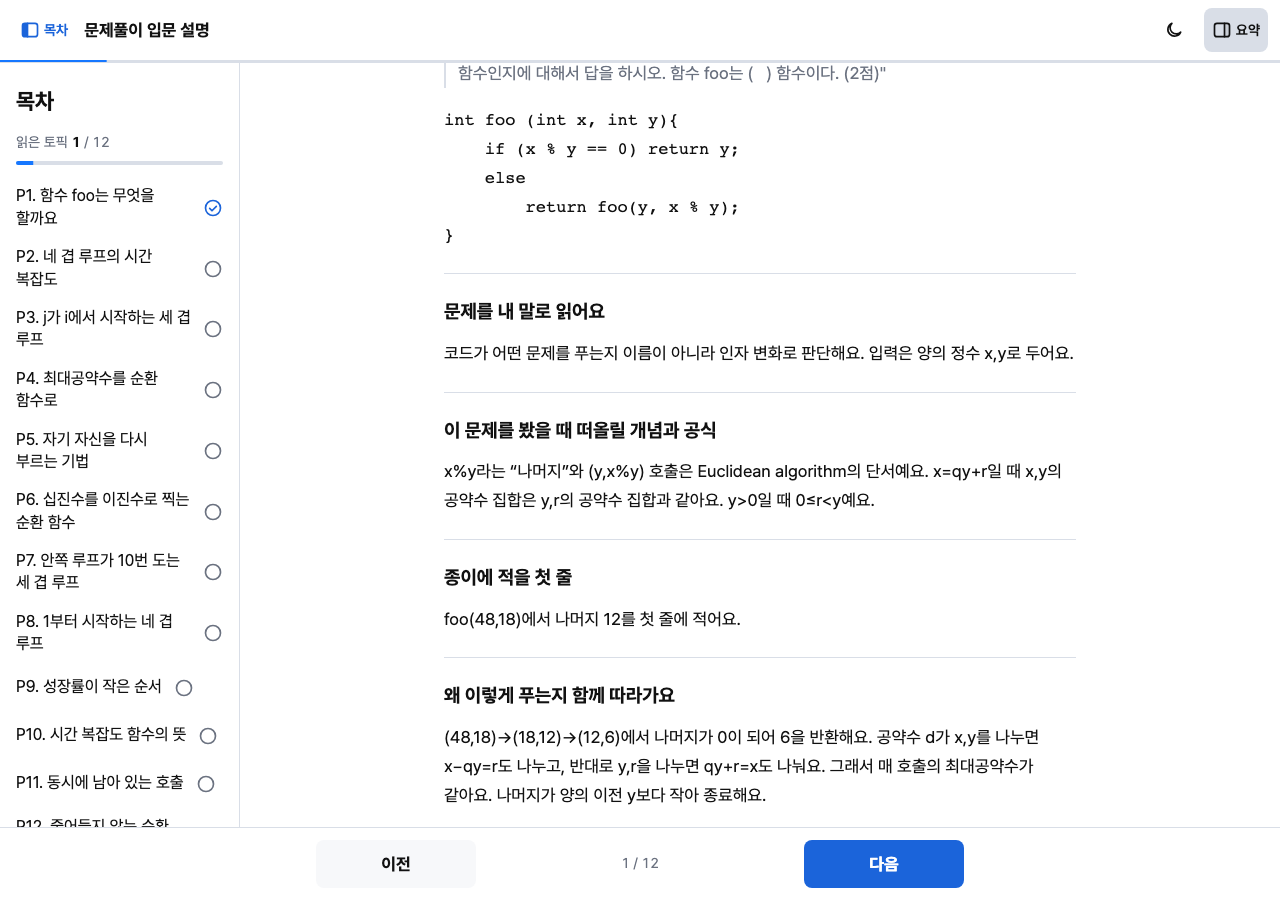 목차
문제풀이 입문 설명
요약
목차
읽은 토픽 1 / 12
P1. 함수 foo는 무엇을
할까요
P2. 네 겹 루프의 시간
복잡도
P3. j가 i에서 시작하는 세 겹
루프
P4. 최대공약수를 순환
함수로
P5. 자기 자신을 다시
부르는 기법
P6. 십진수를 이진수로 찍는
순환 함수
P7. 안쪽 루프가 10번 도는
세 겹 루프
P8. 1부터 시작하는 네 겹
루프
P9. 성장률이 작은 순서
P10. 시간 복잡도 함수의 뜻
P11. 동시에 남아 있는 호출
P12. 줄어들지 않는 순환
함수인지에 대해서 답을 하시오. 함수 foo는 (   ) 함수이다. (2점)"
int foo (int x, int y){
    if (x % y == 0) return y;
    else
        return foo(y, x % y);
}
문제를 내 말로 읽어요
코드가 어떤 문제를 푸는지 이름이 아니라 인자 변화로 판단해요. 입력은 양의 정수 x,y로 두어요.
이 문제를 봤을 때 떠올릴 개념과 공식
x%y라는 “나머지”와 (y,x%y) 호출은 Euclidean algorithm의 단서예요. x=qy+r일 때 x,y의
공약수 집합은 y,r의 공약수 집합과 같아요. y>0일 때 0≤r<y예요.
종이에 적을 첫 줄
foo(48,18)에서 나머지 12를 첫 줄에 적어요.
왜 이렇게 푸는지 함께 따라가요
(48,18)→(18,12)→(12,6)에서 나머지가 0이 되어 6을 반환해요. 공약수 d가 x,y를 나누면
x−qy=r도 나누고, 반대로 y,r을 나누면 qy+r=x도 나눠요. 그래서 매 호출의 최대공약수가
같아요. 나머지가 양의 이전 y보다 작아 종료해요.
이전
1 / 12
다음